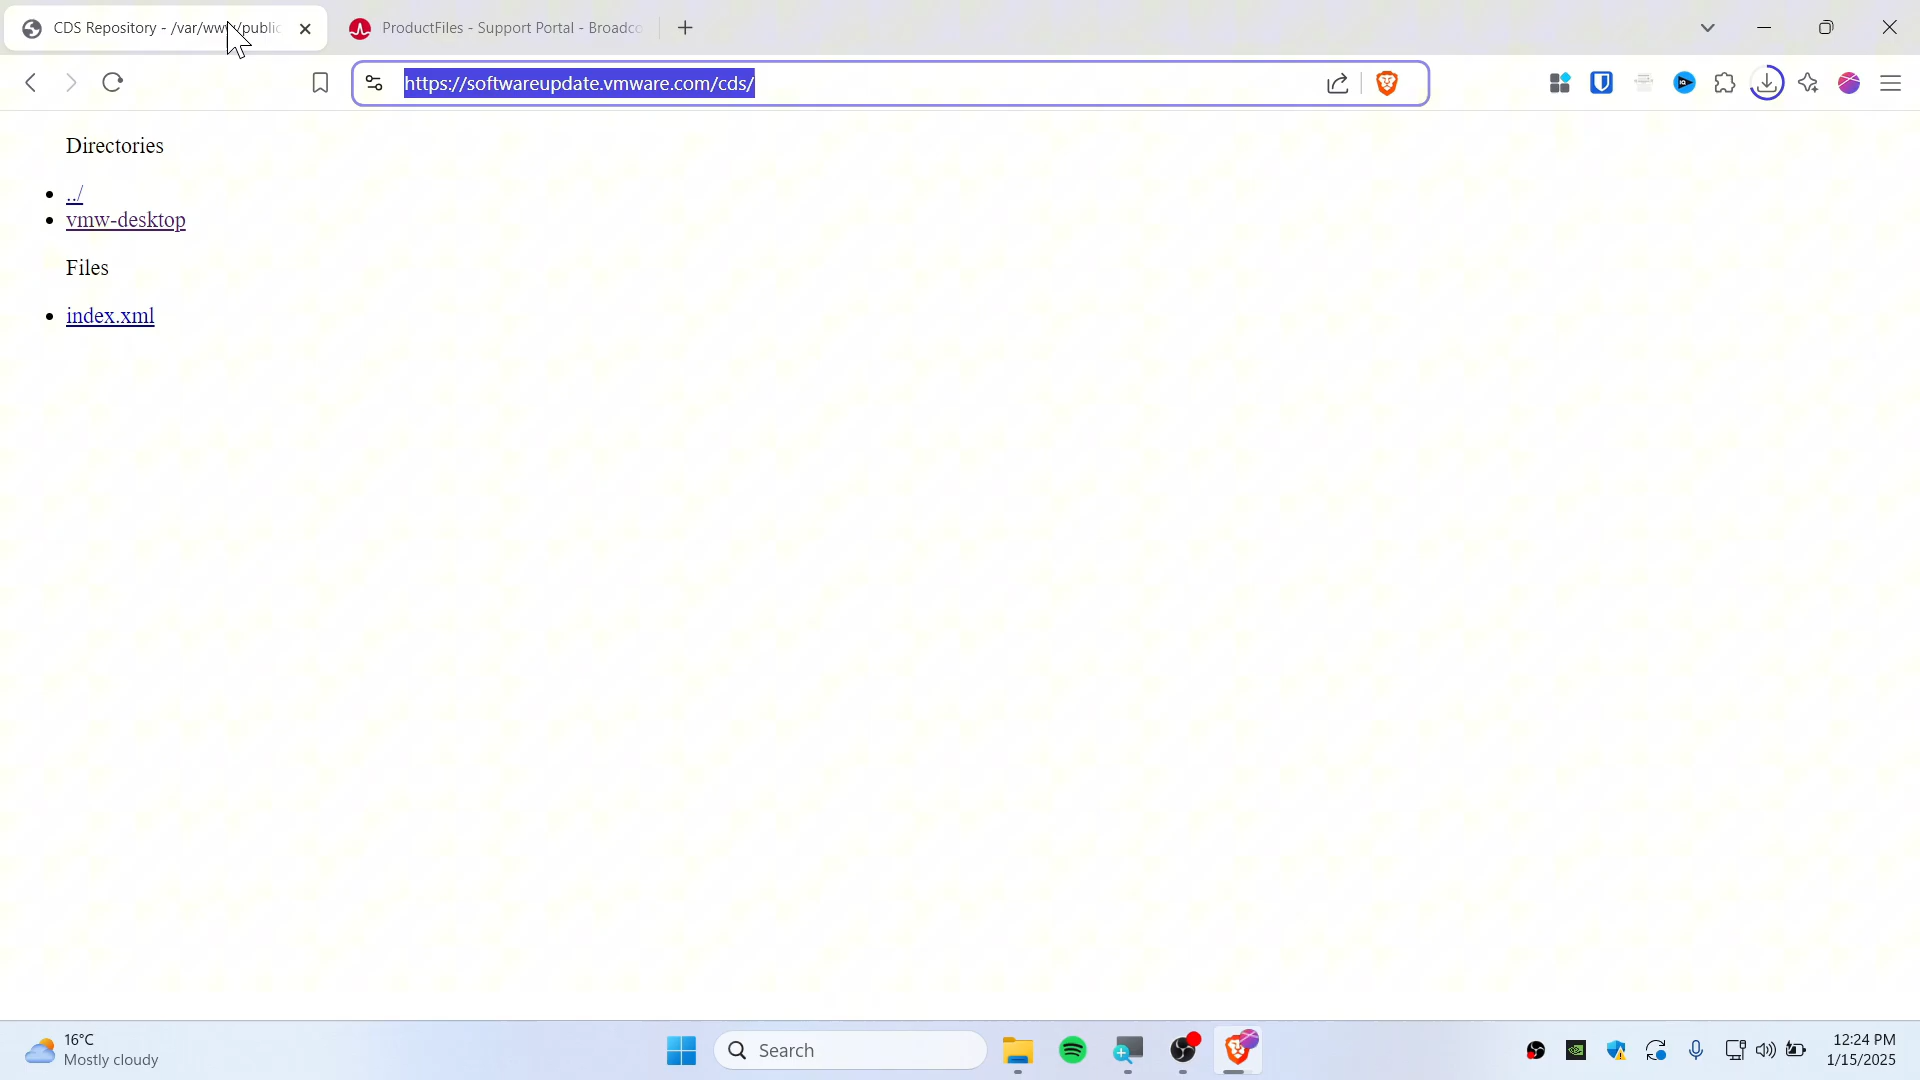 CDS Repository - /var/www/public
ProductFiles - Support Portal - Broadco
https://softwareupdate.vmware.com/cds/
Directories
../
vmw-desktop
Files
index.xml
16°C
Mostly cloudy
Search
12:24 PM
1/15/2025